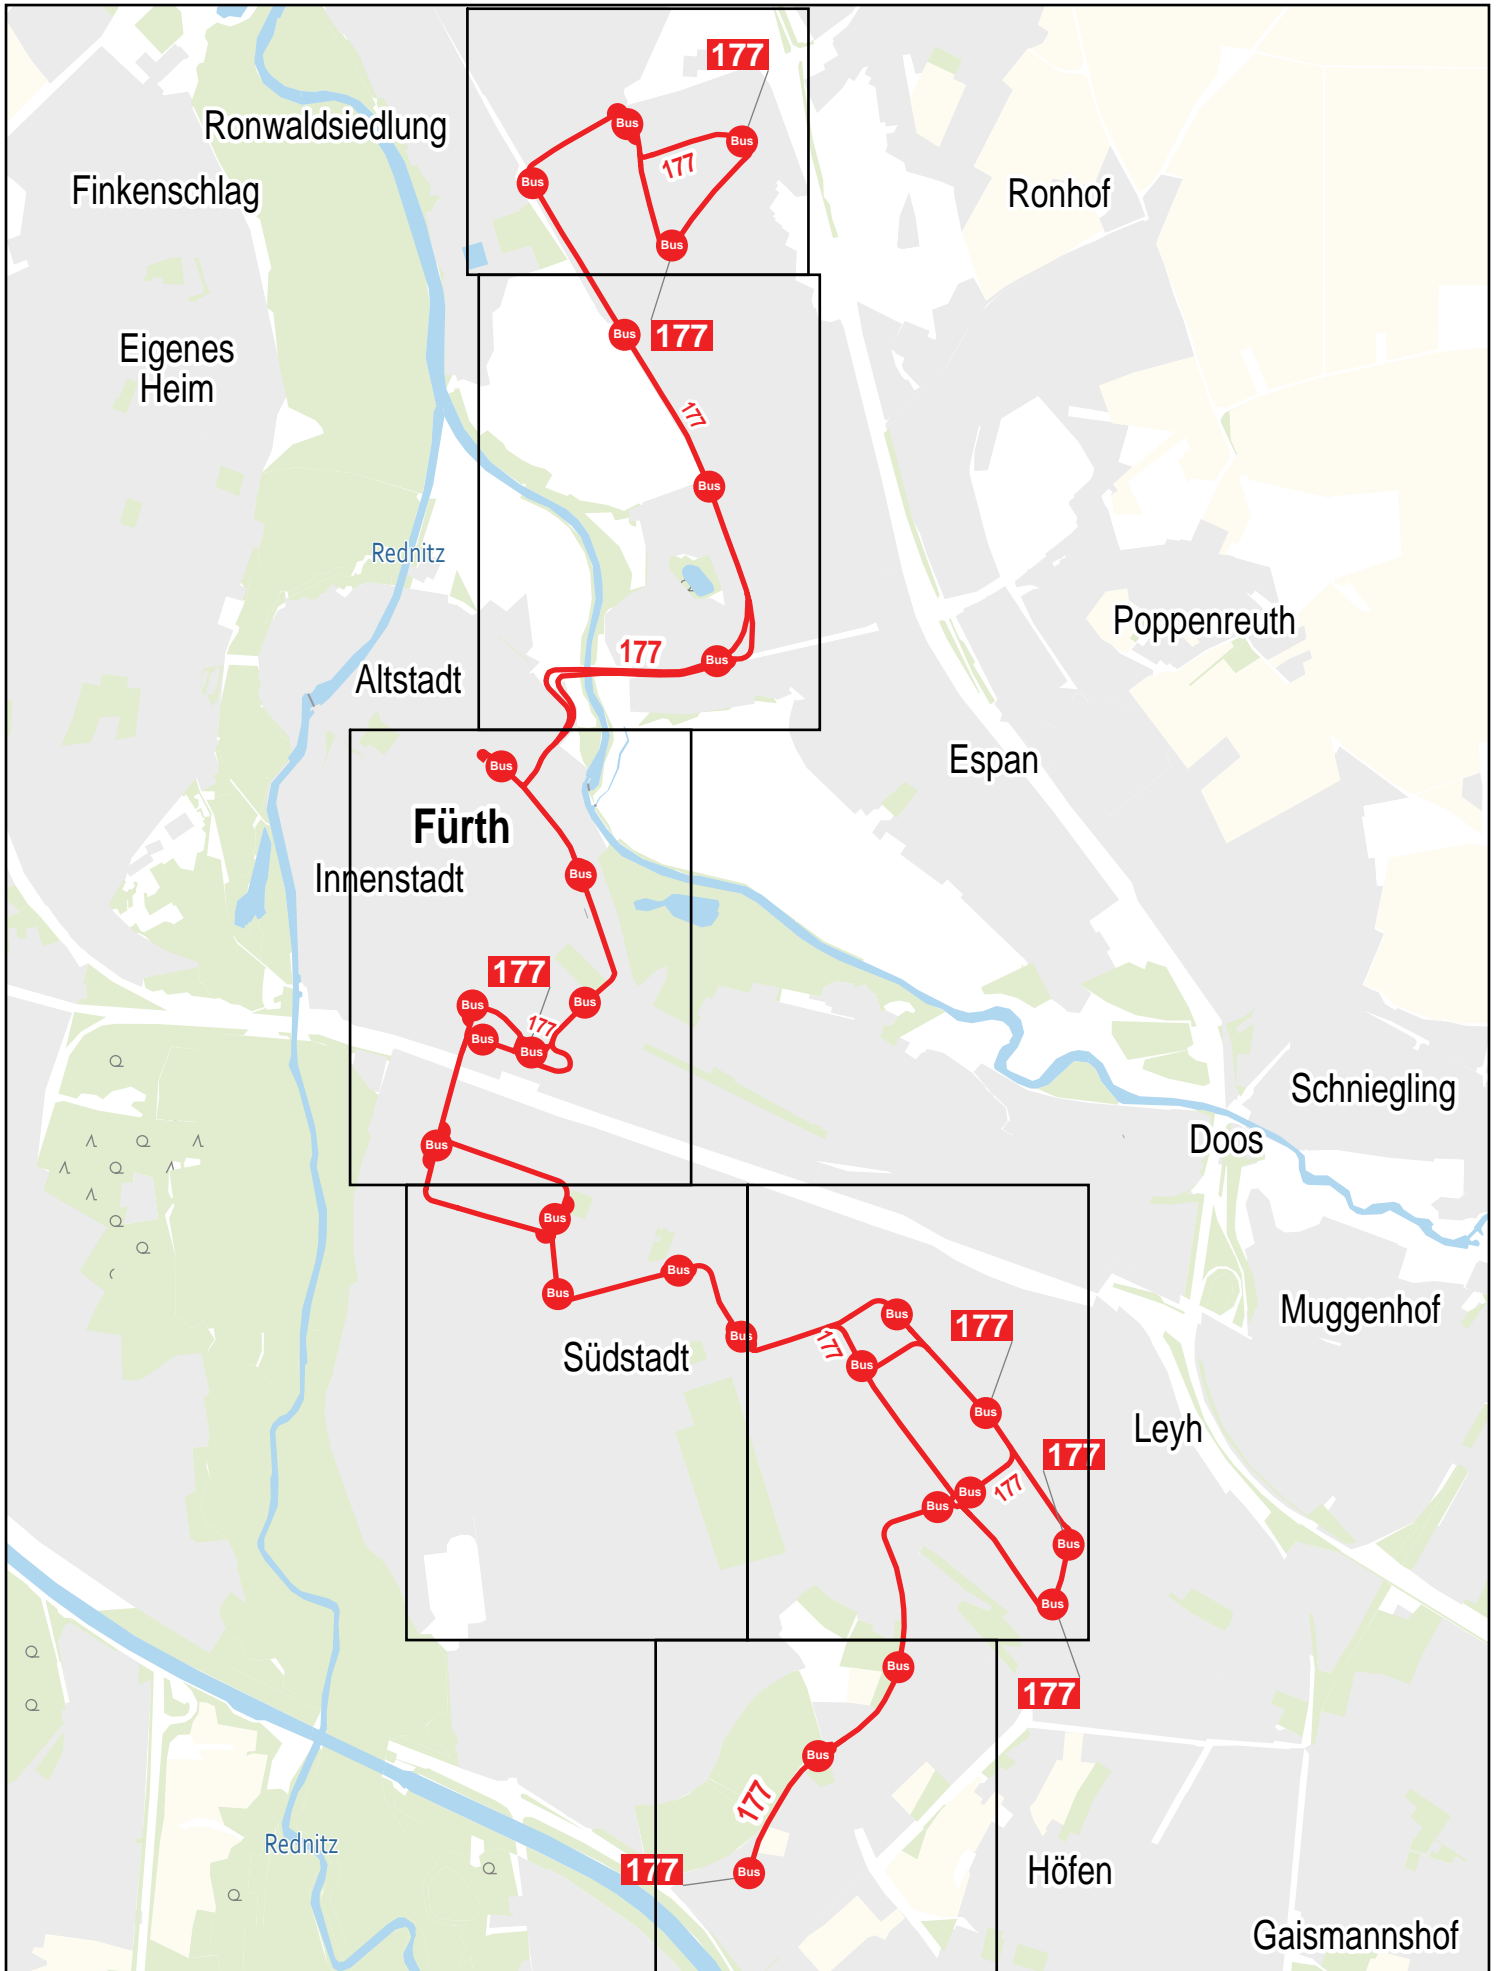 177
Bus
Ronwaldsiedlung
Bus
177
Bus
Finkenschlag
Ronhof
Bus
Bus
177
Eigenes
Heim
177
Bus
Rednitz
Poppenreuth
177
Bus
Altstadt
Espan
Bus
Fürth
Innenstadt
Bus
177
Bus
Bus
177
Bus
Bus
Schniegling
Doos
Bus
Bus
Bus
Bus
Muggenhof
Bus
177
Bus
177
Südstadt
Bus
Bus
Leyh
177
Bus
177
Bus
Bus
Bus
Bus
177
Bus
177
Rednitz
177
Bus
Höfen
Gaismannshof